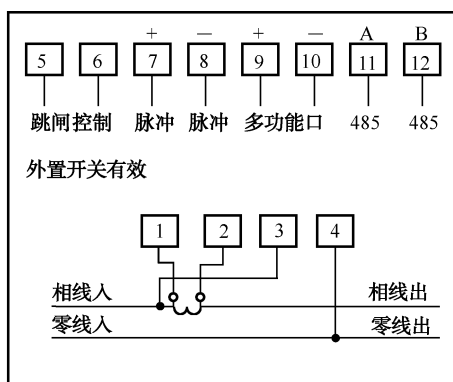 + — + — A B
5 6 7 8 9 10 11 12
跳闸控制 脉冲 脉冲 多功能口 485 485
外置开关有效
1 2 3 4
相线入 相线出
零线入 零线出